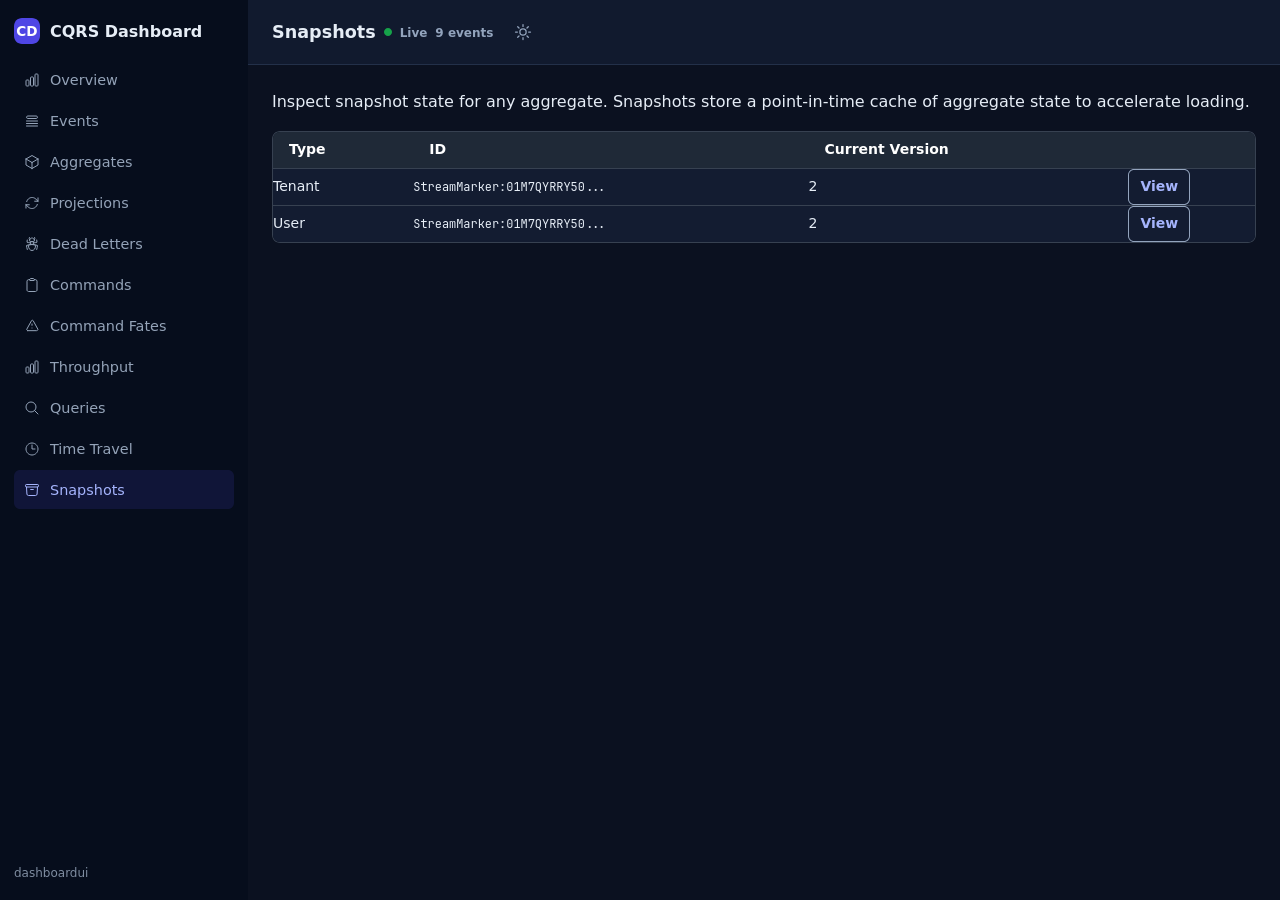 CD CQRS Dashboard
Overview
Events
Aggregates
Projections
Dead Letters
Commands
Command Fates
Throughput
Queries
Time Travel
Snapshots
dashboardui
Snapshots Live 9 events
Inspect snapshot state for any aggregate. Snapshots store a point-in-time cache of aggregate state to accelerate loading.
Type ID Current Version
Tenant StreamMarker:01M7QYRRY50... 2 View
User StreamMarker:01M7QYRRY50... 2 View